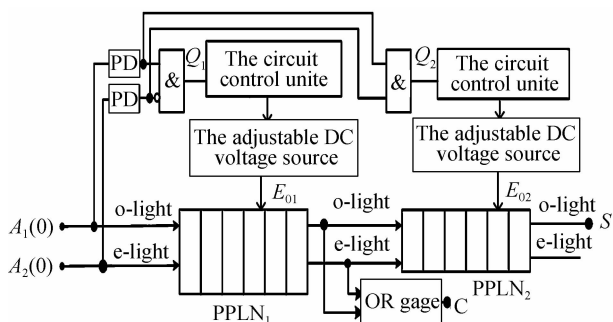 PD
&
Q1
The circuit
control unite
Q2
&
The circuit
control unite
PD
The adjustable DC
voltage source
The adjustable DC
voltage source
E01
E02
A1(0)
o-light
o-light
o-light
S
A2(0)
e-light
e-light
e-light
PPLN1
PPLN2
OR gage
C